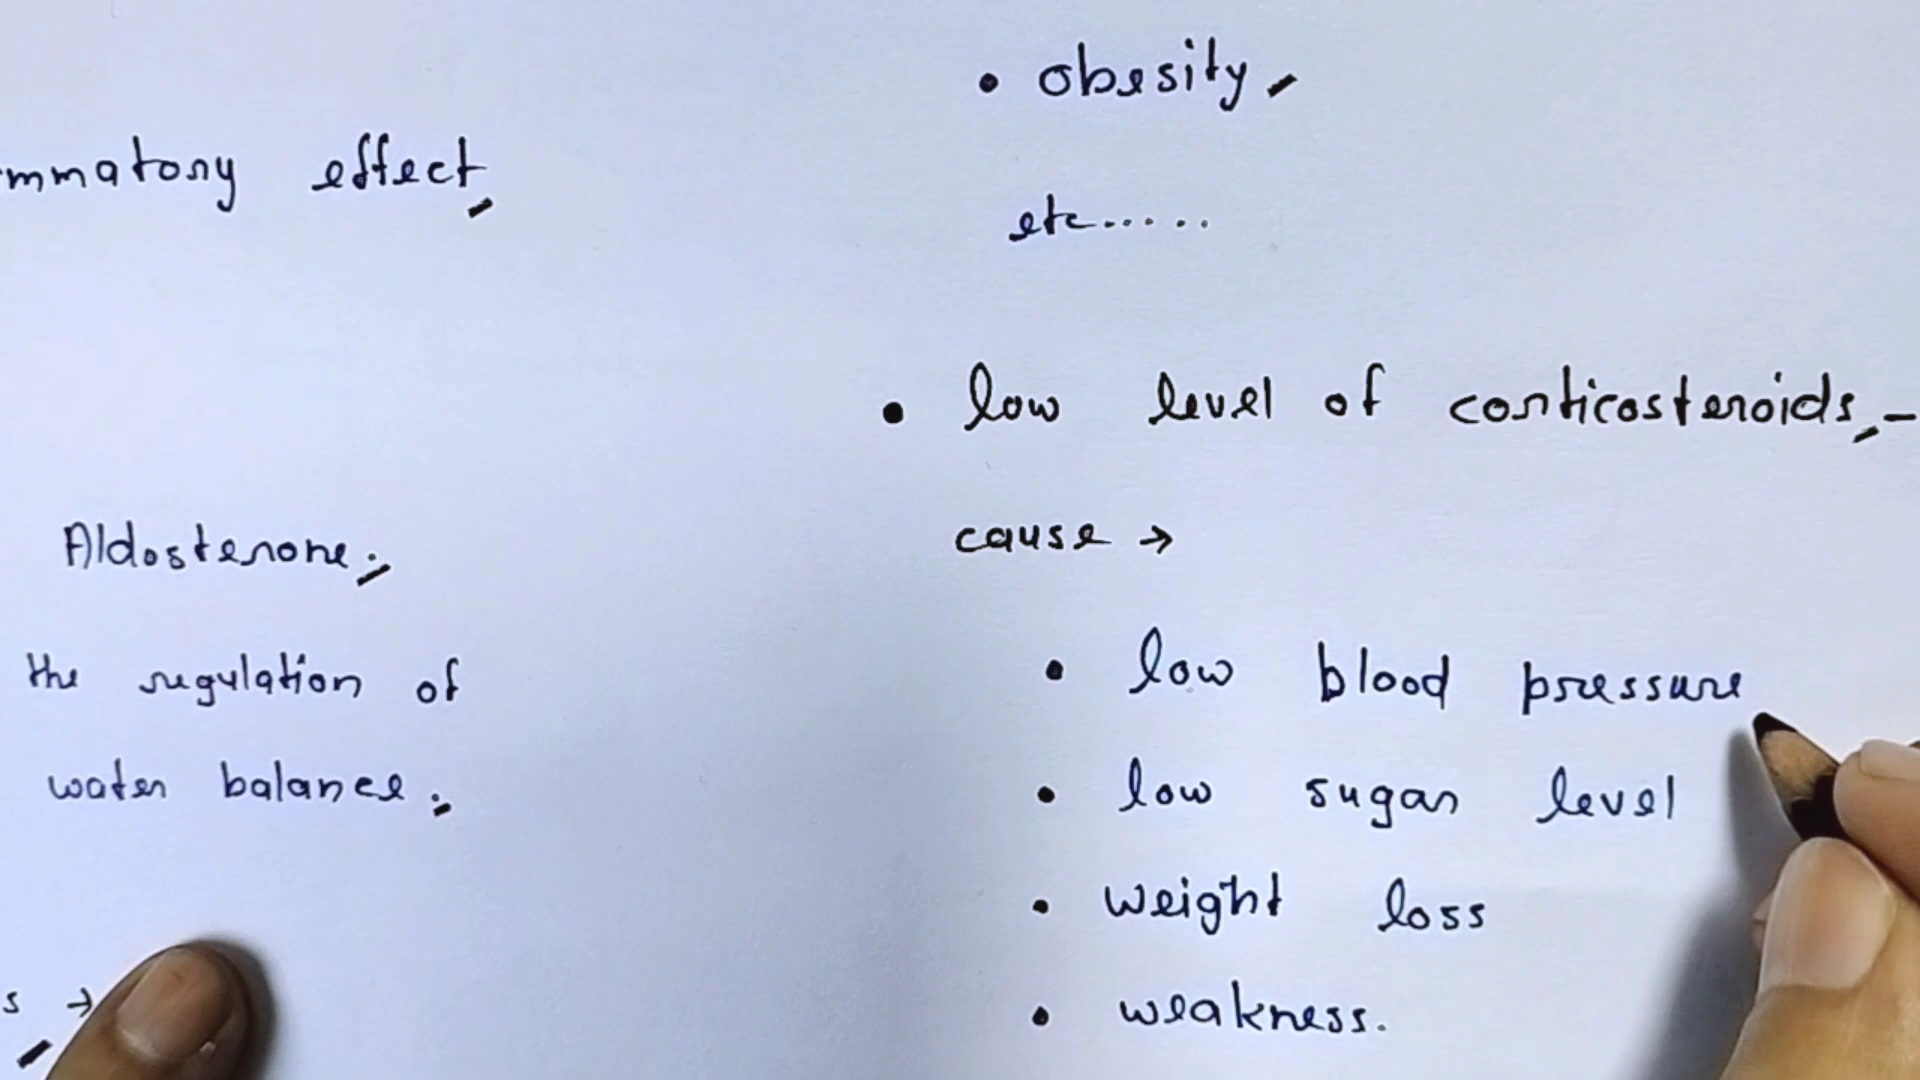 mmatory effect
Aldosterone.
the regulation of
water balance.
s →
• obesity
etc.....
• low level of corticosteroids, -
cause →
• low blood pressure
• low sugar level
• weight loss
• weakness.